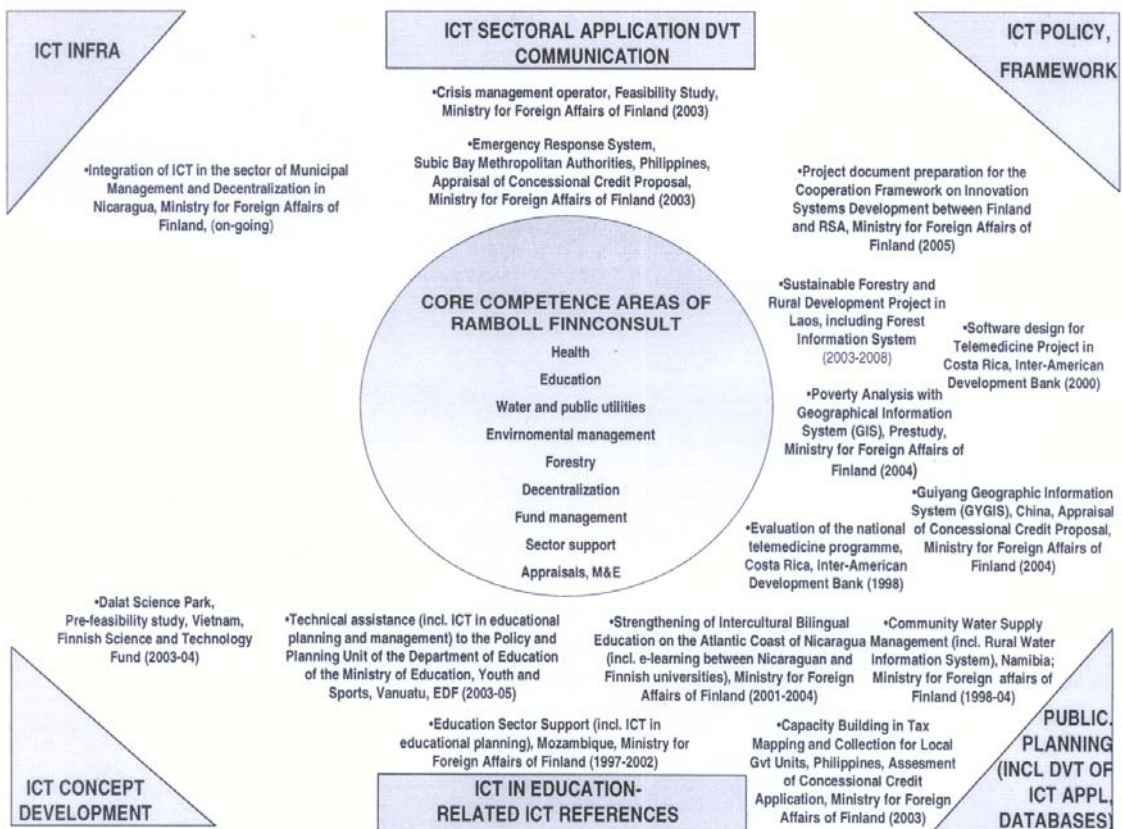 ICT INFRA
ICT SECTORAL APPLICATION DVT
COMMUNICATION
ICT POLICY,
FRAMEWORK
•Crisis management operator, Feasibility Study,
Ministry for Foreign Affairs of Finland (2003)
•Emergency Response System,
Subic Bay Methropolitan Authorities, Philippines,
Appraisal of Concessional Credit Proposal,
Ministry for Foreign Affairs of Finland (2003)
•Integration of ICT in the sector of Municipal
Management and Decentralization in
Nicaragua, Ministry for Foreign Affairs of
Finland, (on-going)
•Project document preparation for the
Cooperation Framework on Innovation
Systems Development between Finland
and RSA, Ministry for Foreign Affairs of
Finland (2005)
CORE COMPETENCE AREAS OF
RAMBOLL FINNCONSULT
Health
Education
Water and public utilities
Envirnomental management
Forestry
Decentralization
Fund management
Sector support
Appraisals, M&E
•Sustainable Forestry and
Rural Development Project in
Laos, including Forest
Information System
(2003-2008)
•Software design for
Telemedicine Project in
Costa Rica, Inter-American
Development Bank (2000)
•Poverty Analysis with
Geographical Information
System (GIS), Prestudy,
Ministry for Foreign Affairs of
Finland (2004)
•Guiyang Geographic Information
System (GYGIS), China, Appraisal
of Concessional Credit Proposal,
Ministry for Foreign Affairs of
Finland (2004)
•Evaluation of the national
telemedicine programme,
Costa Rica, Inter-American
Development Bank (1998)
•Dalat Science Park,
Pre-feasibility study, Vietnam,
Finnish Science and Technology
Fund (2003-04)
•Technical assistance (incl. ICT in educational
planning and management) to the Policy and
Planning Unit of the Department of Education
of the Ministry of Education, Youth and
Sports, Vanuatu, EDF (2003-05)
•Strengthening of Intercultural Bilingual
Education on the Atlantic Coast of Nicaragua
(incl. e-learning between Nicaraguan and
Finnish universities), Ministry for Foreign
Affairs of Finland (2001-2004)
•Community Water Supply
Management (incl. Rural Water
Information System), Namibia;
Ministry for Foreign affairs of
Finland (1998-04)
•Education Sector Support (incl. ICT in
educational planning), Mozambique, Ministry for
Foreign Affairs of Finland (1997-2002)
•Capacity Building in Tax
Mapping and Collection for Local
Gvt Units, Philippines, Assesment
of Concessional Credit
Application, Ministry for Foreign
Affairs of Finland (2003)
ICT CONCEPT
DEVELOPMENT
ICT IN EDUCATION-
RELATED ICT REFERENCES
PUBLIC.
PLANNING
(INCL DVT OF
ICT APPL,
DATABASES)